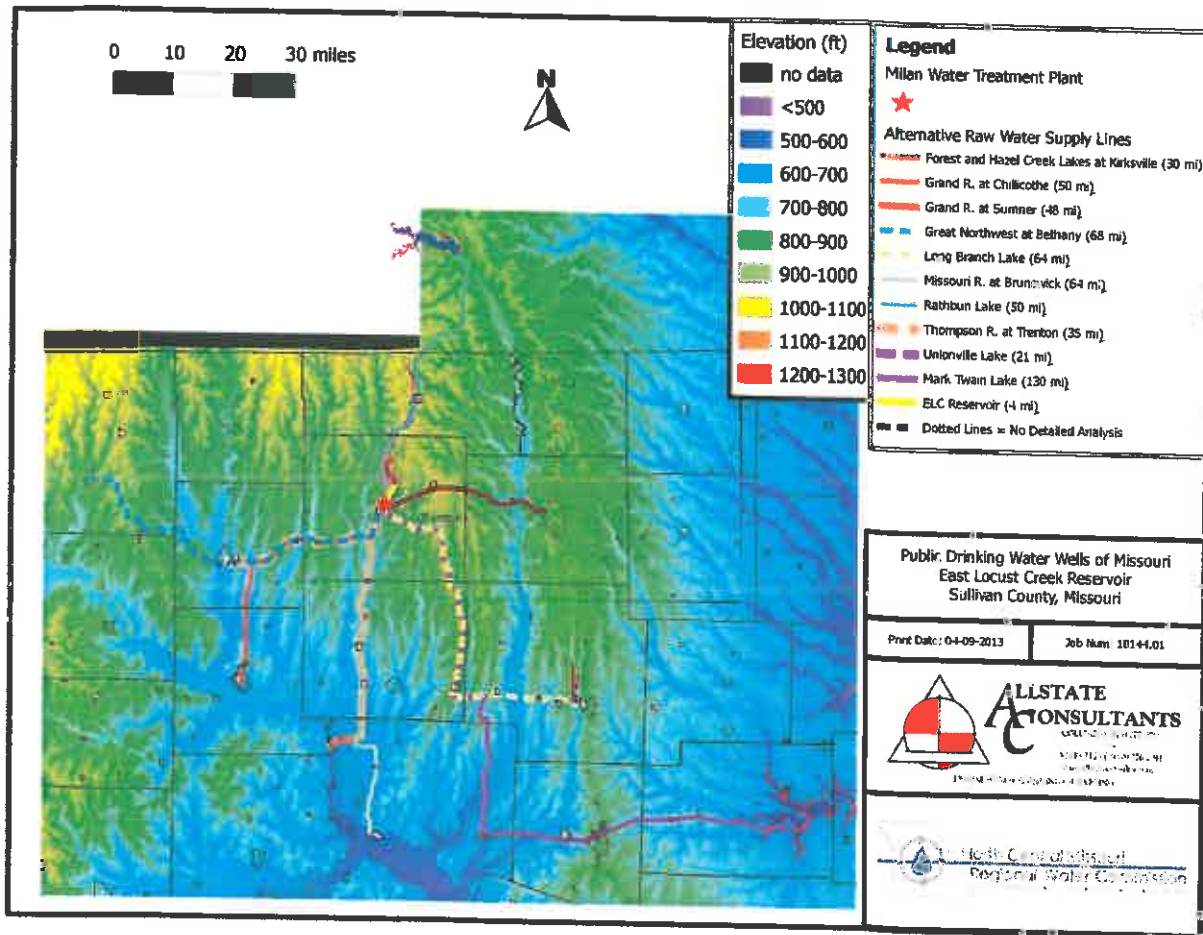 0 10 20 30 miles
N
Elevation (ft)
no data
<500
500-600
600-700
700-800
800-900
900-1000
1000-1100
1100-1200
1200-1300
Legend
Milan Water Treatment Plant
Alternative Raw Water Supply Lines
Forest and Hazel Creek Lakes at Kirksville (30 mi)
Grand R. at Chillicothe (50 mi)
Grand R. at Sumner (48 mi)
Great Northwest at Bethany (68 mi)
Long Branch Lake (64 mi)
Missouri R. at Brunswick (64 mi)
Rathbun Lake (50 mi)
Thompson R. at Trenton (35 mi)
Unionville Lake (21 mi)
Mark Twain Lake (130 mi)
ELC Reservoir (4 mi)
Dotted Lines = No Detailed Analysis
Public Drinking Water Wells of Missouri
East Locust Creek Reservoir
Sullivan County, Missouri
Print Date: 04-09-2013
Job Num: 10144.01
ALLSTATE
CONSULTANTS
North Central Missouri
Regional Water Commission